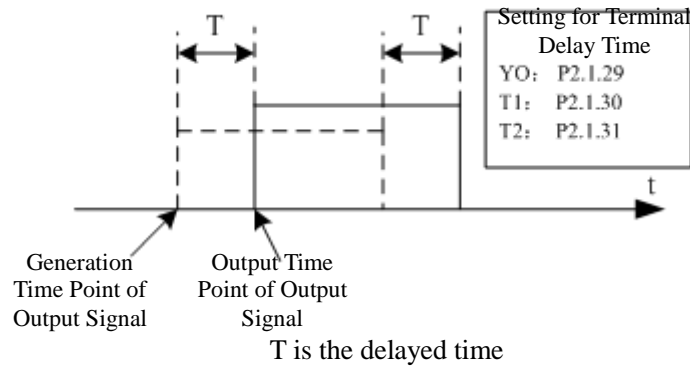 T
T
Setting for Terminal
Delay Time
YO: P2.1.29
T1: P2.1.30
T2: P2.1.31
t
Generation
Time Point of
Output Signal
Output Time
Point of Output
Signal
T is the delayed time